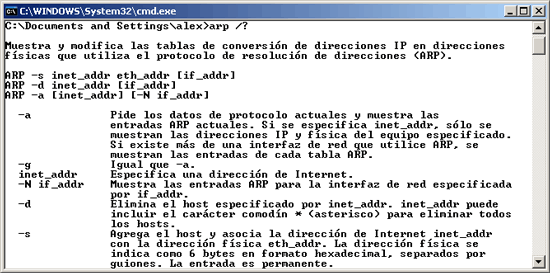 C:\WINDOWS\System32\cmd.exe
C:\Documents and Settings\alex>arp /?
Muestra y modifica las tablas de conversión de direcciones IP en direcciones
físicas que utiliza el protocolo de resolución de direcciones (ARP).
ARP -s inet_addr eth_addr [if_addr]
ARP -d inet_addr [if_addr]
ARP -a [inet_addr] [-N if_addr]
-a Pide los datos de protocolo actuales y muestra las
entradas ARP actuales. Si se especifica inet_addr, sólo se
muestran las direcciones IP y física del equipo especificado.
Si existe más de una interfaz de red que utilice ARP, se
muestran las entradas de cada tabla ARP.
-g Igual que -a.
inet_addr Especifica una dirección de Internet.
-N if_addr Muestra las entradas ARP para la interfaz de red especificada
por if_addr.
-d Elimina el host especificado por inet_addr. inet_addr puede
incluir el carácter comodín * (asterisco) para eliminar todos
los hosts.
-s Agrega el host y asocia la dirección de Internet inet_addr
con la dirección física eth_addr. La dirección física se
indica como 6 bytes en formato hexadecimal, separados por
guiones. La entrada es permanente.